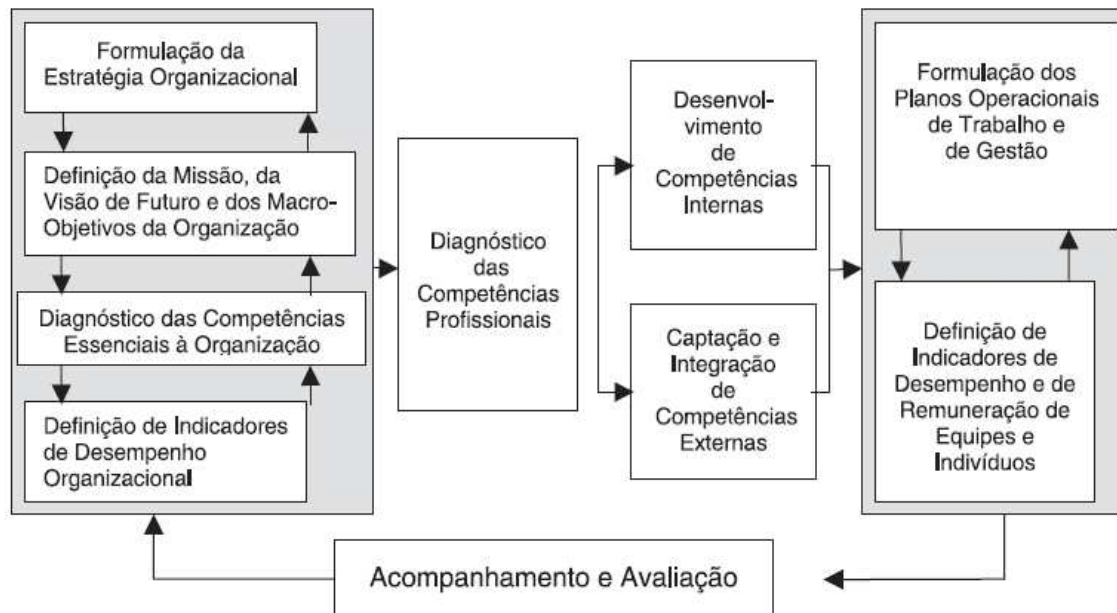 Formulação da
Estratégia Organizacional
Definição da Missão, da
Visão de Futuro e dos Macro-
Objetivos da Organização
Diagnóstico das Competências
Essenciais à Organização
Definição de Indicadores
de Desempenho
Organizacional
Diagnóstico
das
Competências
Profissionais
Desenvol-
vimento
de
Competências
Internas
Captação e
Integração
de
Competências
Externas
Formulação dos
Planos Operacionais
de Trabalho e
de Gestão
Definição de
Indicadores de
Desempenho e de
Remuneração de
Equipes e
Indivíduos
Acompanhamento e Avaliação